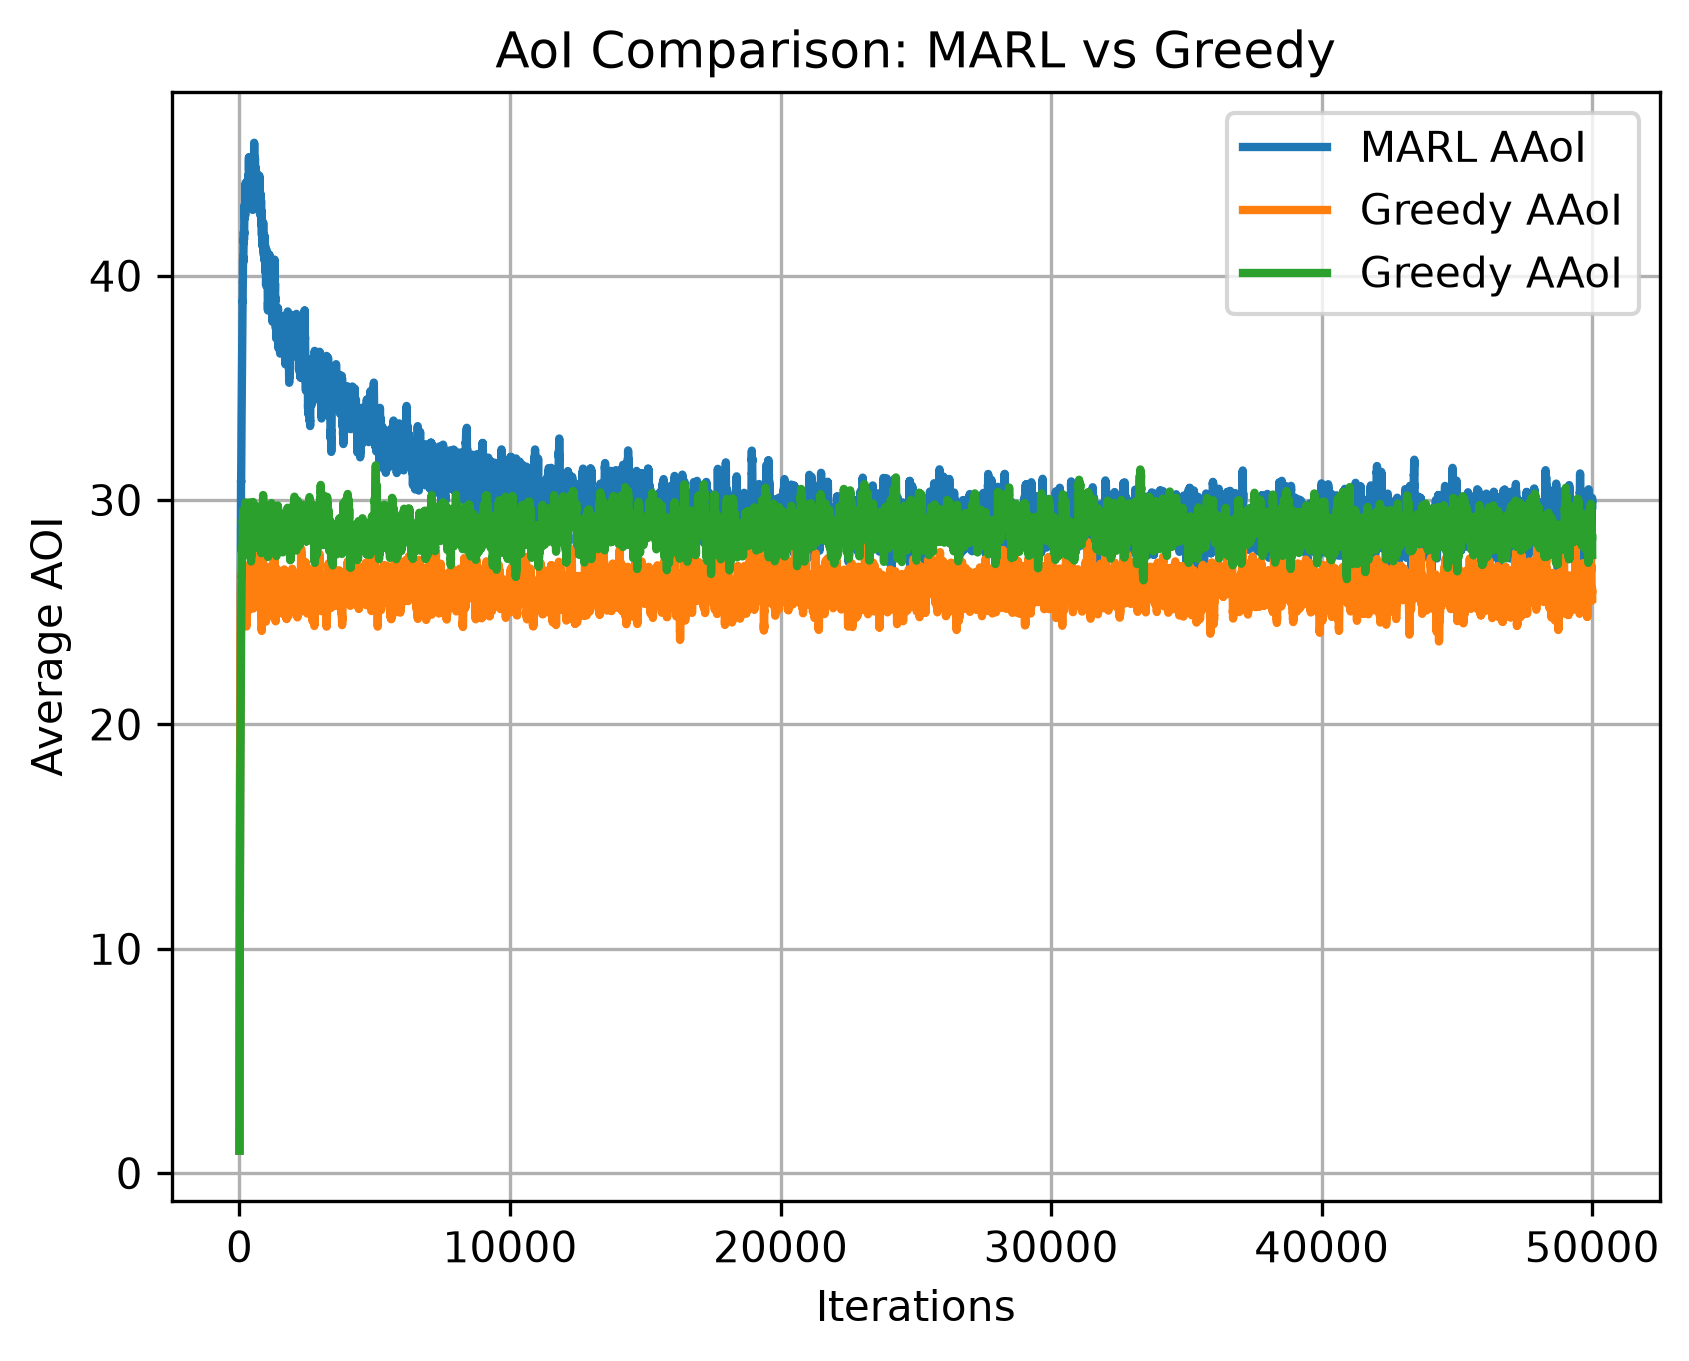 AoI Comparison: MARL vs Greedy
MARL AAoI
Greedy AAoI
Greedy AAoI
Average AOI
40
30
20
10
0
0 10000 20000 30000 40000 50000
Iterations